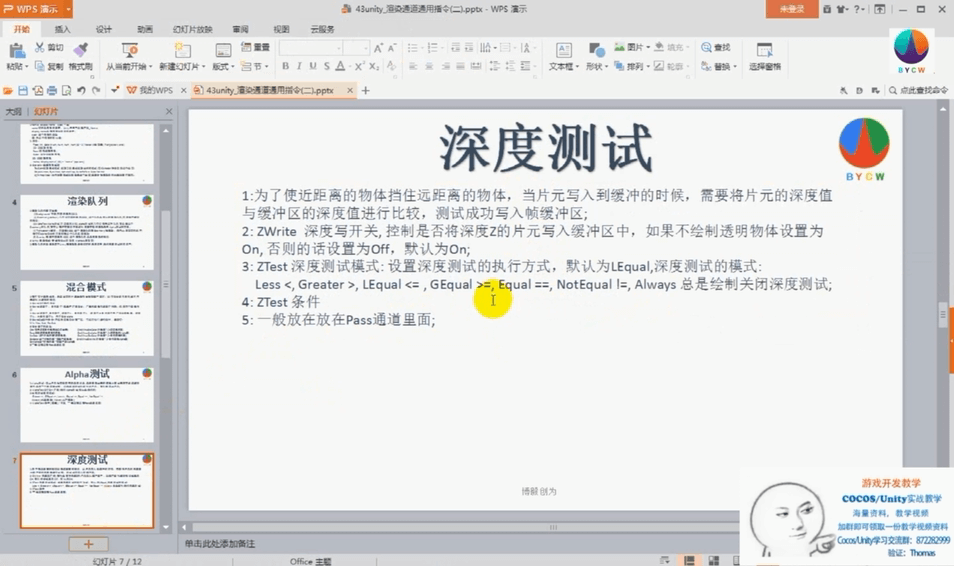 WPS 演示
43unity_渲染通道通用指令(二).pptx - WPS 演示
未登录
开始 插入 设计 动画 幻灯片放映 审阅 视图 云服务
粘贴 剪切 复制 格式刷 从当前开始 新建幻灯片 版式 重置 节
B I U S A
文本框 形状 图片 排列 填充 轮廓 查找 替换 选择窗格
BYCW
我的WPS 43unity_渲染通道通用指令(二).pptx 点此查找命令
大纲 幻灯片
4
渲染队列
5
混合模式
6
Alpha测试
7
深度测试
深度测试
BYCW
1:为了使近距离的物体挡住远距离的物体，当片元写入到缓冲的时候，需要将片元的深度值
与缓冲区的深度值进行比较，测试成功写入帧缓冲区;
2: ZWrite 深度写开关, 控制是否将深度Z的片元写入缓冲区中，如果不绘制透明物体设置为
On, 否则的话设置为Off，默认为On;
3: ZTest 深度测试模式: 设置深度测试的执行方式，默认为LEqual,深度测试的模式:
Less <, Greater >, LEqual <= , GEqual >=, Equal ==, NotEqual !=, Always 总是绘制关闭深度测试;
4: ZTest 条件
5: 一般放在放在Pass通道里面;
博毅创为
单击此处添加备注
幻灯片 7 / 12
Office 主题
游戏开发教学
COCOS/Unity实战教学
海量资料，教学视频
加群即可领取一份教学视频资料
Cocos/Unity学习交流群：872282999
验证：Thomas